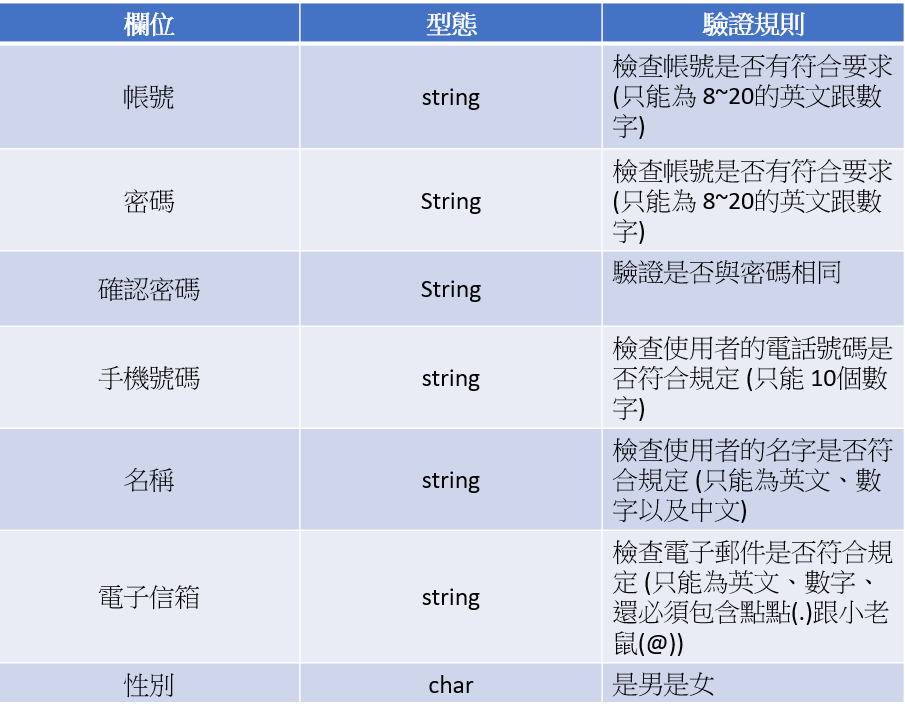 欄位 型態 驗證規則
帳號 string 檢查帳號是否有符合要求
(只能為 8~20的英文跟數
字)
密碼 String 檢查帳號是否有符合要求
(只能為 8~20的英文跟數
字)
確認密碼 String 驗證是否與密碼相同
手機號碼 string 檢查使用者的電話號碼是
否符合規定 (只能 10個數
字)
名稱 string 檢查使用者的名字是否符
合規定 (只能為英文、數
字以及中文)
電子信箱 string 檢查電子郵件是否符合規
定 (只能為英文、數字、
還必須包含點點(.)跟小老
鼠(@))
性別 char 是男是女